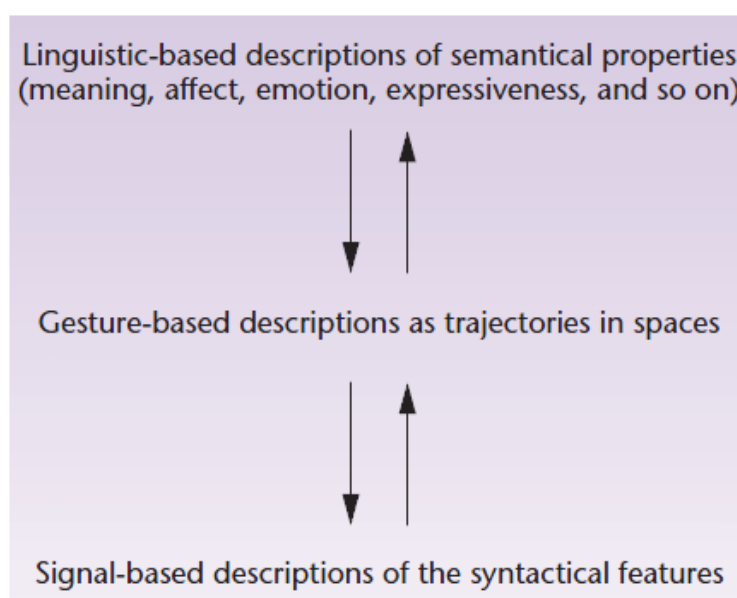 Linguistic-based descriptions of semantical properties
(meaning, affect, emotion, expressiveness, and so on)
Gesture-based descriptions as trajectories in spaces
Signal-based descriptions of the syntactical features